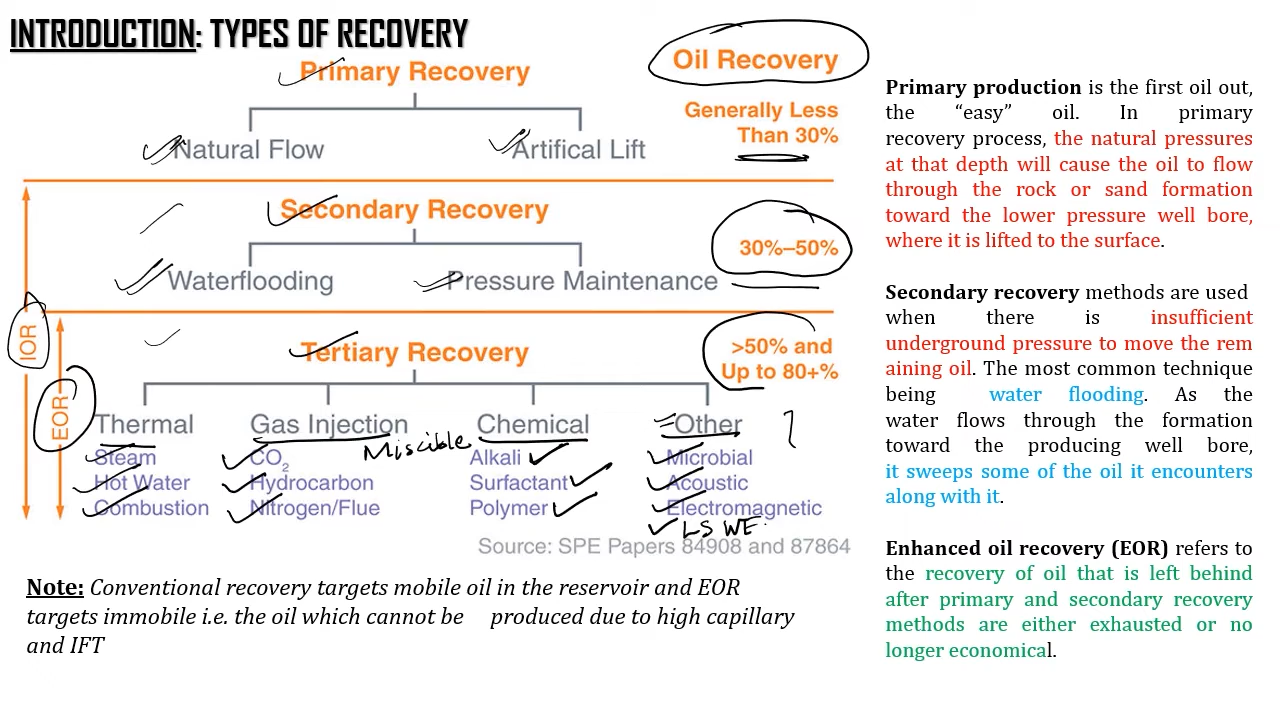 INTRODUCTION: TYPES OF RECOVERY
Primary Recovery
Oil Recovery
Generally Less
Than 30%
Natural Flow
Artifical Lift
Secondary Recovery
30%–50%
Waterflooding
Pressure Maintenance
IOR
EOR
Tertiary Recovery
>50% and
Up to 80+%
Thermal
Steam
Hot Water
Combustion
Gas Injection
Miscible
CO₂
Hydrocarbon
Nitrogen/Flue
Chemical
Alkali
Surfactant
Polymer
Other ?
Microbial
Acoustic
Electromagnetic
LSWF
Source: SPE Papers 84908 and 87864
Note: Conventional recovery targets mobile oil in the reservoir and EOR
targets immobile i.e. the oil which cannot be produced due to high capillary
and IFT
Primary production is the first oil out,
the “easy” oil. In primary
recovery process, the natural pressures
at that depth will cause the oil to flow
through the rock or sand formation
toward the lower pressure well bore,
where it is lifted to the surface.
Secondary recovery methods are used
when there is insufficient
underground pressure to move the rem
aining oil. The most common technique
being water flooding. As the
water flows through the formation
toward the producing well bore,
it sweeps some of the oil it encounters
along with it.
Enhanced oil recovery (EOR) refers to
the recovery of oil that is left behind
after primary and secondary recovery
methods are either exhausted or no
longer economical.